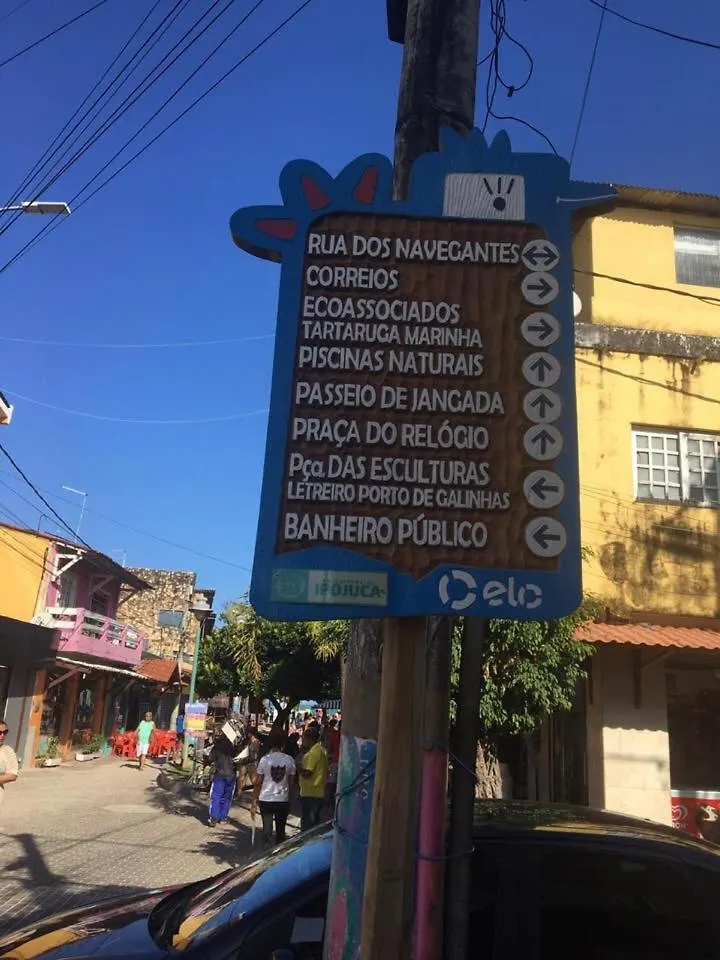 RUA DOS NAVEGANTES
CORREIOS
ECOASSOCIADOS
TARTARUGA MARINHA
PISCINAS NATURAIS
PASSEIO DE JANGADA
PRAÇA DO RELÓGIO
Pça DAS ESCULTURAS
LETREIRO PORTO DE GALINHAS
BANHEIRO PÚBLICO
IPOJUCA
elo